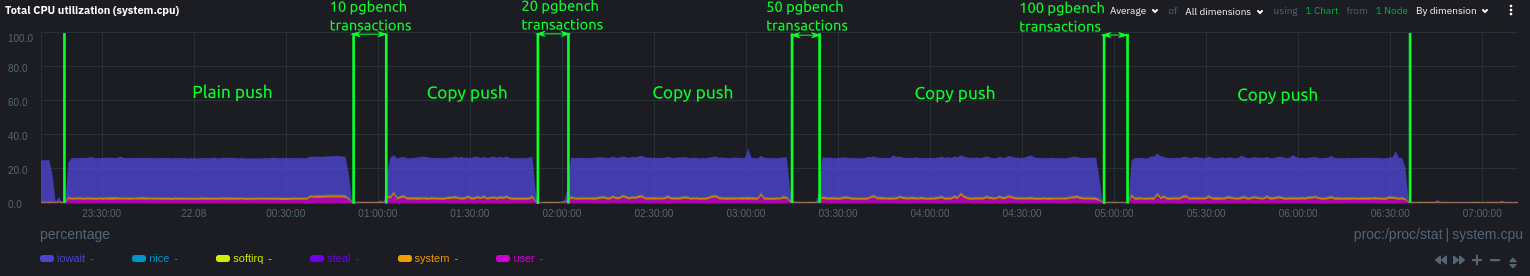 Total CPU utilization (system.cpu)
10 pgbench
transactions
20 pgbench
transactions
50 pgbench
transactions
100 pgbench
transactions
Average of All dimensions using 1 Chart from 1 Node By dimension
100.0
80.0
60.0
40.0
20.0
0.0
Plain push
Copy push
Copy push
Copy push
Copy push
23:30:00 22.08 00:30:00 01:00:00 01:30:00 02:00:00 02:30:00 03:00:00 03:30:00 04:00:00 04:30:00 05:00:00 05:30:00 06:00:00 06:30:00 07:00:00
percentage
proc:/proc/stat | system.cpu
iowait - nice - softirq - steal - system - user -